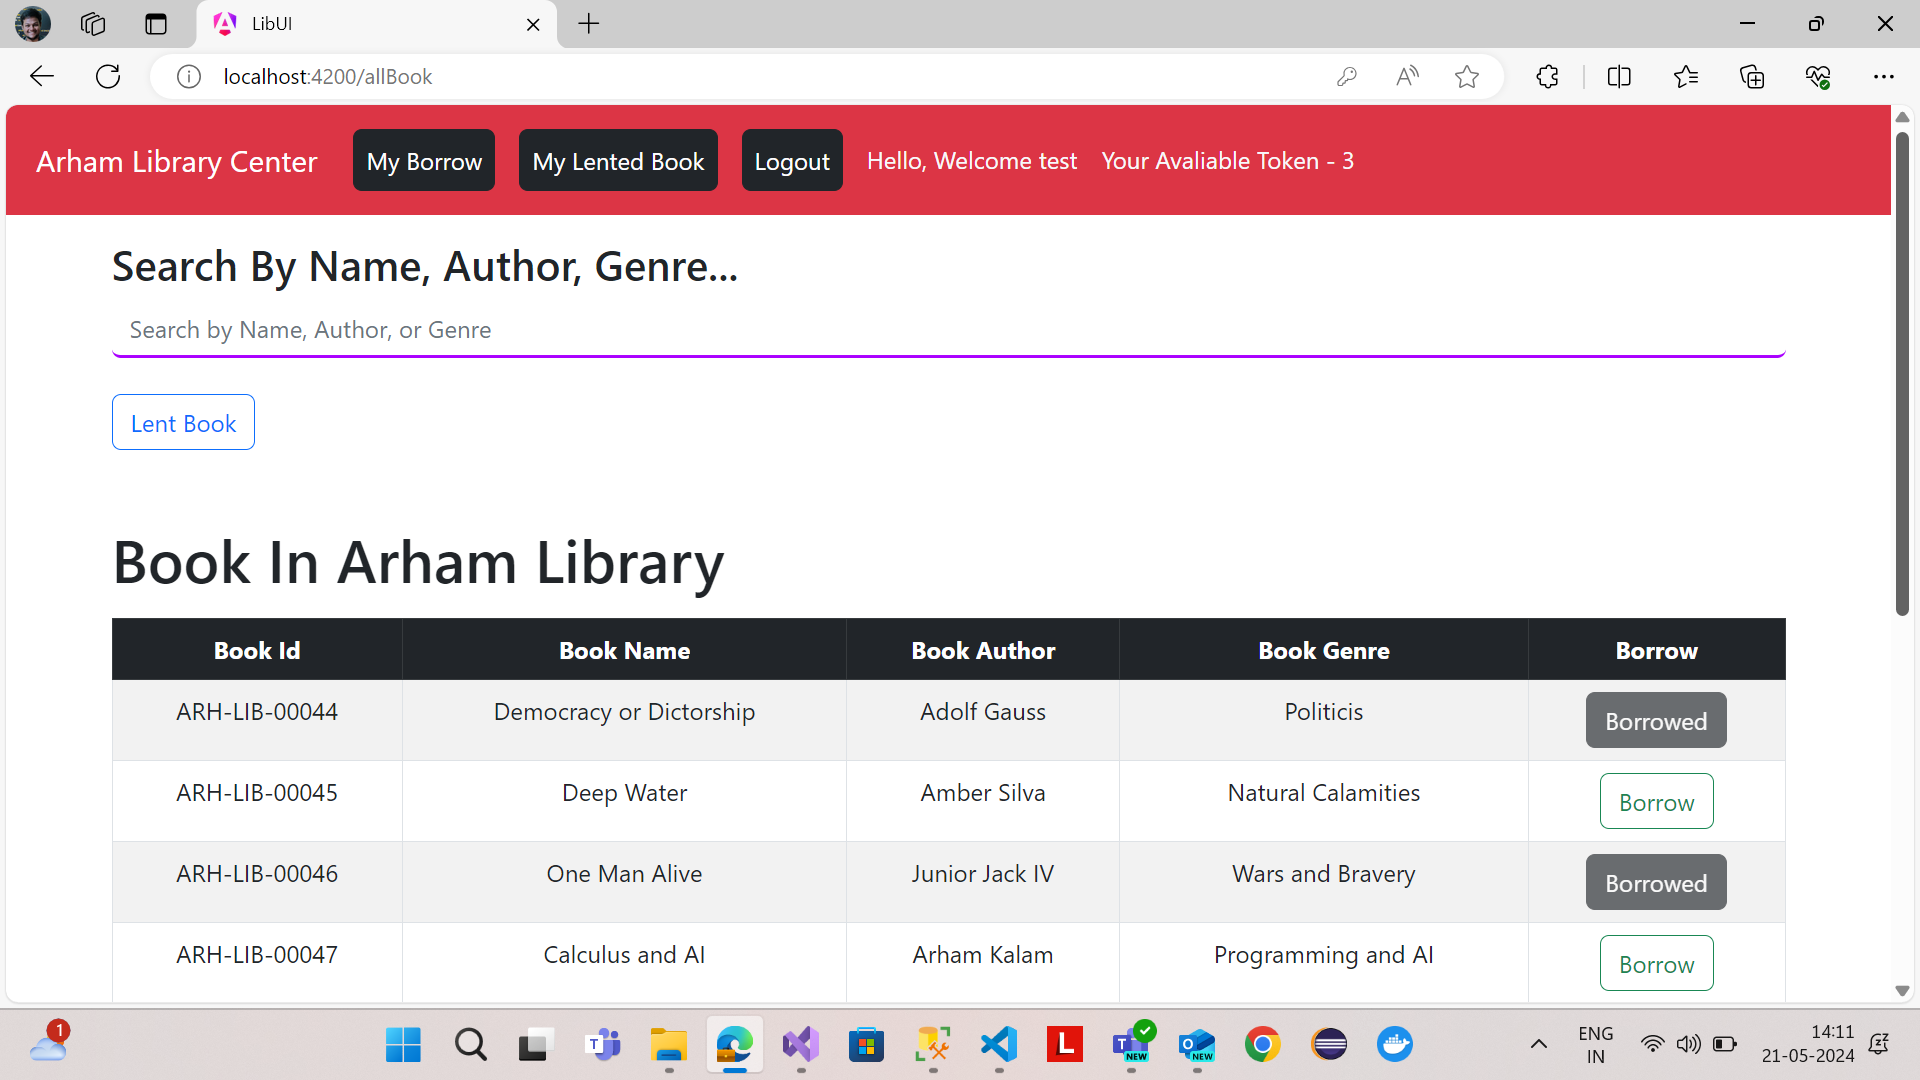 LibUI
localhost:4200/allBook
Arham Library Center My Borrow My Lented Book Logout Hello, Welcome test Your Avaliable Token - 3
Search By Name, Author, Genre...
Search by Name, Author, or Genre
Lent Book
Book In Arham Library
Book Id Book Name Book Author Book Genre Borrow
ARH-LIB-00044 Democracy or Dictorship Adolf Gauss Politicis Borrowed
ARH-LIB-00045 Deep Water Amber Silva Natural Calamities Borrow
ARH-LIB-00046 One Man Alive Junior Jack IV Wars and Bravery Borrowed
ARH-LIB-00047 Calculus and AI Arham Kalam Programming and AI Borrow
1
T
L
T NEW
O NEW
ENG
IN
14:11
21-05-2024